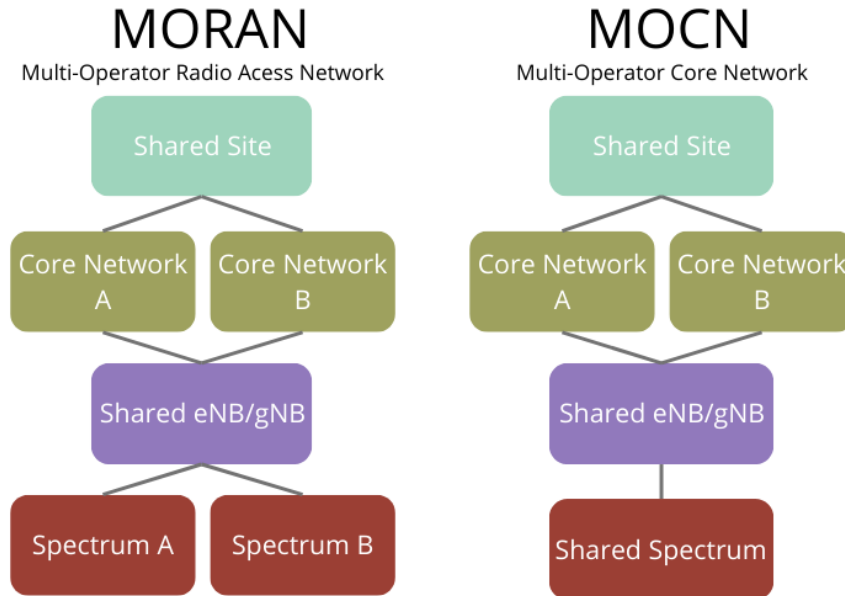 MORAN
Multi-Operator Radio Acess Network
Shared Site
Core Network
A
Core Network
B
Shared eNB/gNB
Spectrum A
Spectrum B
MOCN
Multi-Operator Core Network
Shared Site
Core Network
A
Core Network
B
Shared eNB/gNB
Shared Spectrum